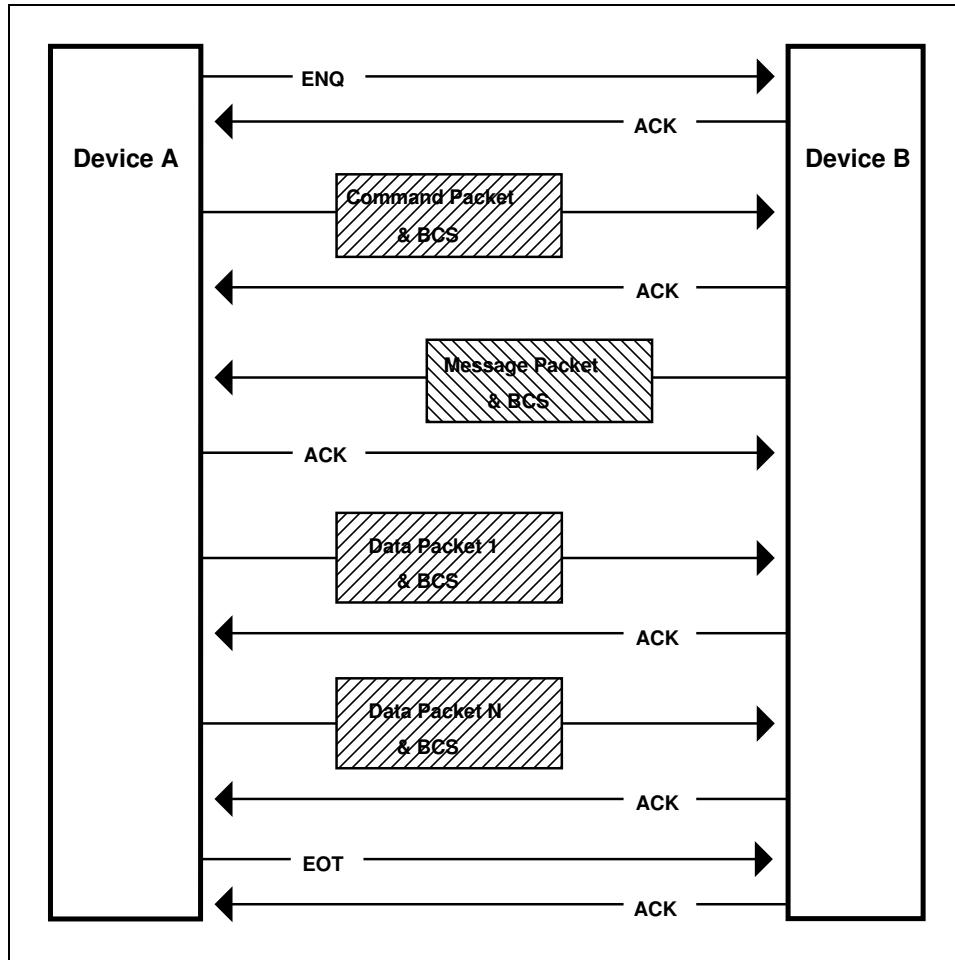 ENQ
ACK
Device A
Device B
Command Packet
& BCS
ACK
Message Packet
& BCS
ACK
Data Packet 1
& BCS
ACK
Data Packet N
& BCS
ACK
EOT
ACK